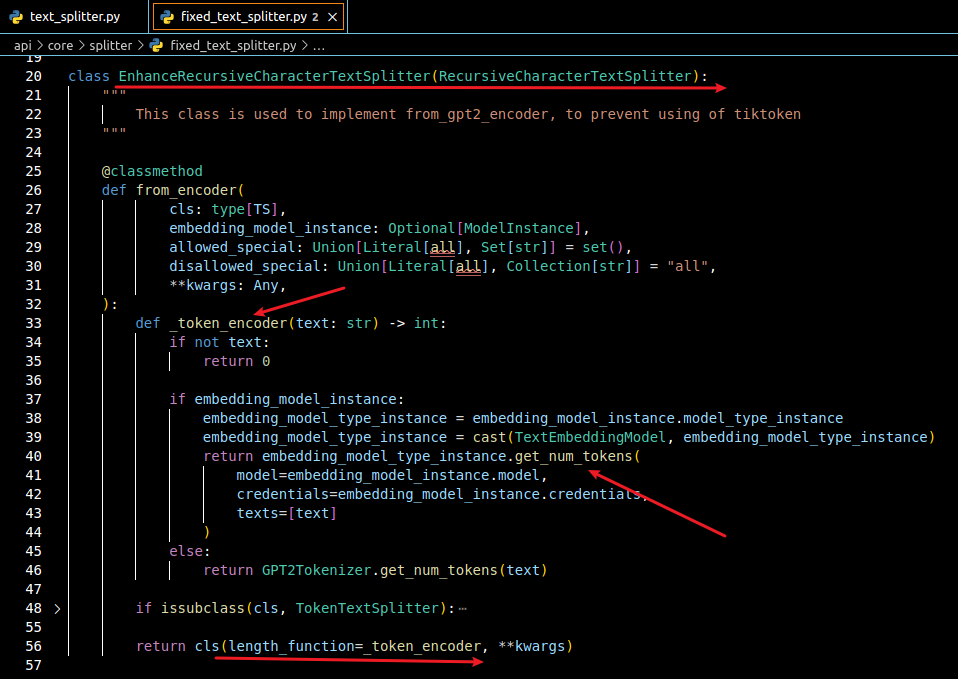 text_splitter.py
fixed_text_splitter.py 2 ×
api > core > splitter > fixed_text_splitter.py > ...
19
20 class EnhanceRecursiveCharacterTextSplitter(RecursiveCharacterTextSplitter):
21     """
22         This class is used to implement from_gpt2_encoder, to prevent using of tiktoken
23     """
24
25     @classmethod
26     def from_encoder(
27             cls: type[TS],
28             embedding_model_instance: Optional[ModelInstance],
29             allowed_special: Union[Literal[all], Set[str]] = set(),
30             disallowed_special: Union[Literal[all], Collection[str]] = "all",
31             **kwargs: Any,
32     ):
33         def _token_encoder(text: str) -> int:
34             if not text:
35                 return 0
36
37             if embedding_model_instance:
38                 embedding_model_type_instance = embedding_model_instance.model_type_instance
39                 embedding_model_type_instance = cast(TextEmbeddingModel, embedding_model_type_instance)
40                 return embedding_model_type_instance.get_num_tokens(
41                     model=embedding_model_instance.model,
42                     credentials=embedding_model_instance.credentials,
43                     texts=[text]
44                 )
45             else:
46                 return GPT2Tokenizer.get_num_tokens(text)
47
48 >       if issubclass(cls, TokenTextSplitter):…
55
56         return cls(length_function=_token_encoder, **kwargs)
57